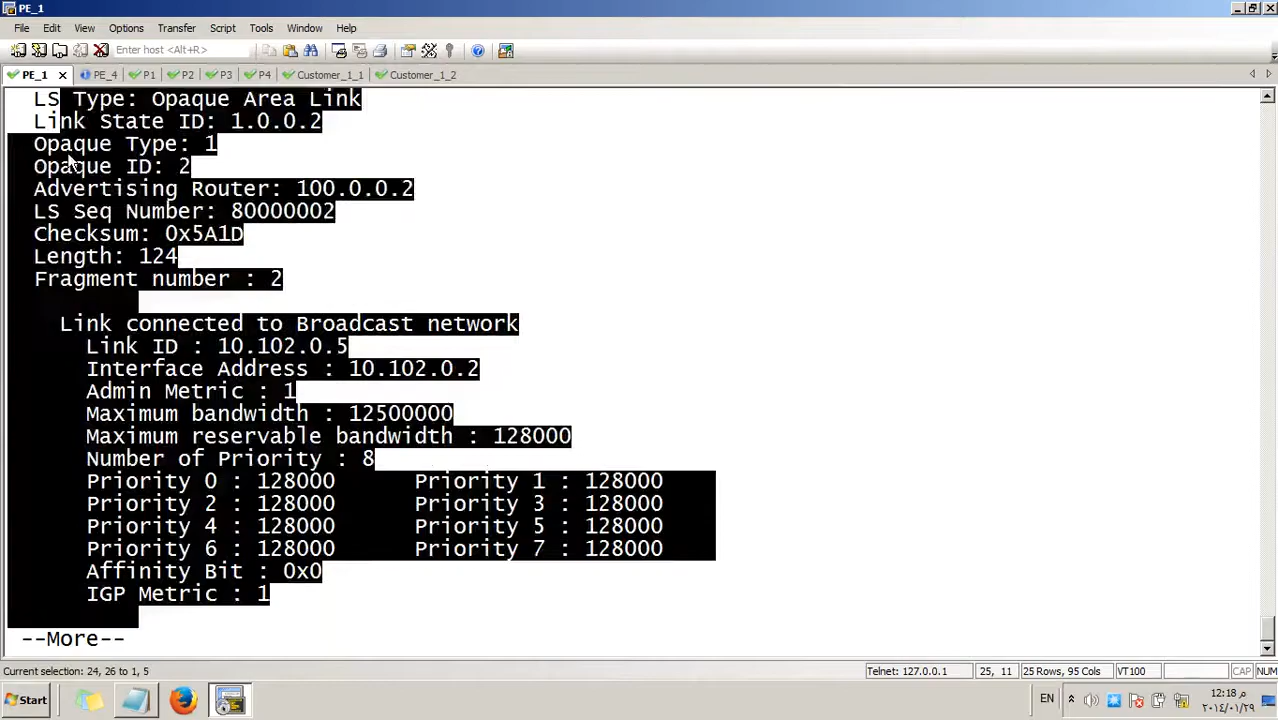 PE_1
File Edit View Options Transfer Script Tools Window Help
Enter host <Alt+R>
PE_1 PE_4 P1 P2 P3 P4 Customer_1_1 Customer_1_2
LS Type: Opaque Area Link
Link State ID: 1.0.0.2
Opaque Type: 1
Opaque ID: 2
Advertising Router: 100.0.0.2
LS Seq Number: 80000002
Checksum: 0x5A1D
Length: 124
Fragment number : 2
Link connected to Broadcast network
Link ID : 10.102.0.5
Interface Address : 10.102.0.2
Admin Metric : 1
Maximum bandwidth : 12500000
Maximum reservable bandwidth : 128000
Number of Priority : 8
Priority 0 : 128000 Priority 1 : 128000
Priority 2 : 128000 Priority 3 : 128000
Priority 4 : 128000 Priority 5 : 128000
Priority 6 : 128000 Priority 7 : 128000
Affinity Bit : 0x0
IGP Metric : 1
--More--
Current selection: 24, 26 to 1, 5 Telnet: 127.0.0.1 25, 11 25 Rows, 95 Cols VT100 CAP NUM
Start EN 12:18 م
٢٠١٤/٠١/٢٩